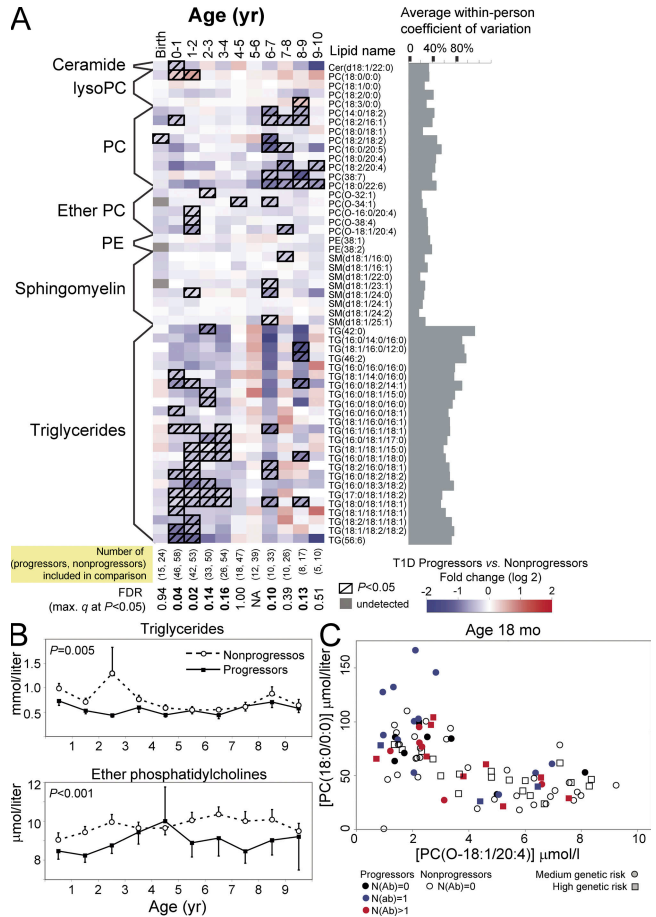 A
Age (yr)
Average within-person
coefficient of variation
Birth
0-1
1-2
2-3
3-4
4-5
5-6
6-7
7-8
8-9
9-10
Lipid name
0 40% 80%
Ceramide
lysoPC
PC
Ether PC
PE
Sphingomyelin
Triglycerides
Cer(d18:1/22:0)
PC(18:0/0:0)
PC(18:1/0:0)
PC(18:2/0:0)
PC(18:3/0:0)
PC(14:0/18:2)
PC(18:2/16:1)
PC(18:0/18:1)
PC(18:2/18:2)
PC(16:0/20:5)
PC(18:0/20:4)
PC(18:2/20:4)
PC(38:7)
PC(18:0/22:6)
PC(O-32:1)
PC(O-34:1)
PC(O-16:0/20:4)
PC(O-38:4)
PC(O-18:1/20:4)
PE(38:1)
PE(38:2)
SM(d18:1/16:0)
SM(d18:1/16:1)
SM(d18:1/22:0)
SM(d18:1/23:1)
SM(d18:1/24:0)
SM(d18:1/24:1)
SM(d18:1/24:2)
SM(d18:1/25:1)
TG(42:0)
TG(16:0/14:0/16:0)
TG(18:1/16:0/12:0)
TG(46:2)
TG(16:0/16:0/16:0)
TG(18:1/14:0/16:0)
TG(16:0/18:2/14:1)
TG(16:0/18:1/15:0)
TG(16:0/18:0/16:0)
TG(16:0/16:0/18:1)
TG(18:1/16:0/16:1)
TG(16:1/16:1/18:1)
TG(16:0/18:1/17:0)
TG(18:1/18:1/15:0)
TG(16:0/18:1/18:0)
TG(18:2/16:0/18:1)
TG(16:0/18:2/18:2)
TG(16:0/18:3/18:2)
TG(17:0/18:1/18:2)
TG(18:0/18:1/18:1)
TG(18:1/18:1/18:1)
TG(18:2/18:1/18:1)
TG(18:1/18:2/18:2)
TG(56:6)
Number of
(progressors, nonprogressors)
included in comparison
(15, 24)
(46, 58)
(42, 53)
(33, 50)
(26, 54)
(18, 47)
(12, 39)
(10, 33)
(10, 26)
(8, 17)
(5, 10)
FDR
(max. q at P<0.05)
0.94
0.04
0.02
0.14
0.16
1.00
NA
0.10
0.39
0.13
0.51
P<0.05
undetected
T1D Progressors vs. Nonprogressors
Fold change (log 2)
-2 -1 0 1 2
B
Triglycerides
P=0.005
Nonprogressos
Progressors
mmol/liter
1.5
1.0
0.5
1 2 3 4 5 6 7 8 9
Ether phosphatidylcholines
P<0.001
µmol/liter
12
10
8
1 2 3 4 5 6 7 8 9
Age (yr)
C
Age 18 mo
[PC(18:0/0:0)] µmol/liter
150
100
50
0
0 2 4 6 8 10
[PC(O-18:1/20:4)] µmol/l
Progressors Nonprogressors
N(Ab)=0 N(Ab)=0
N(ab)=1
N(Ab)>1
Medium genetic risk
High genetic risk